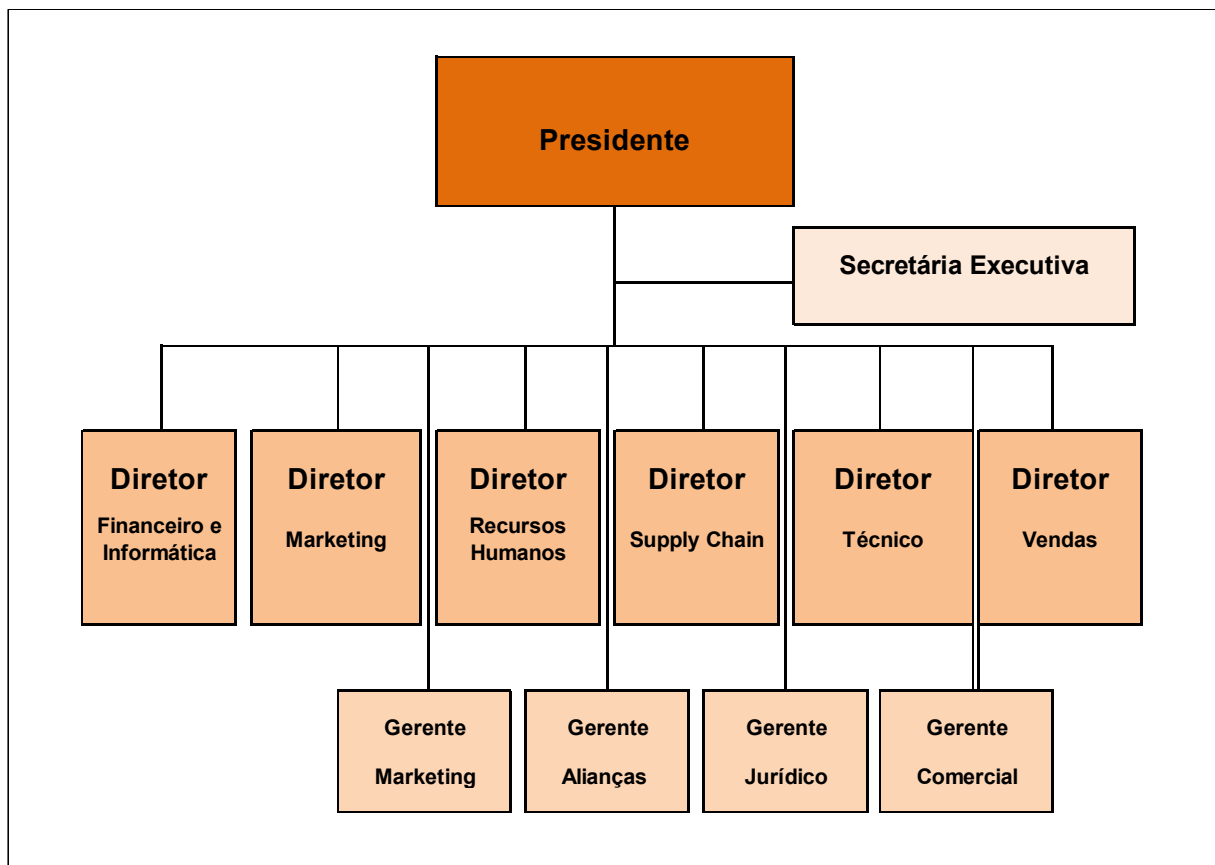 Presidente
Secretária Executiva
Diretor
Financeiro e
Informática
Diretor
Marketing
Diretor
Recursos
Humanos
Diretor
Supply Chain
Diretor
Técnico
Diretor
Vendas
Gerente
Marketing
Gerente
Alianças
Gerente
Jurídico
Gerente
Comercial